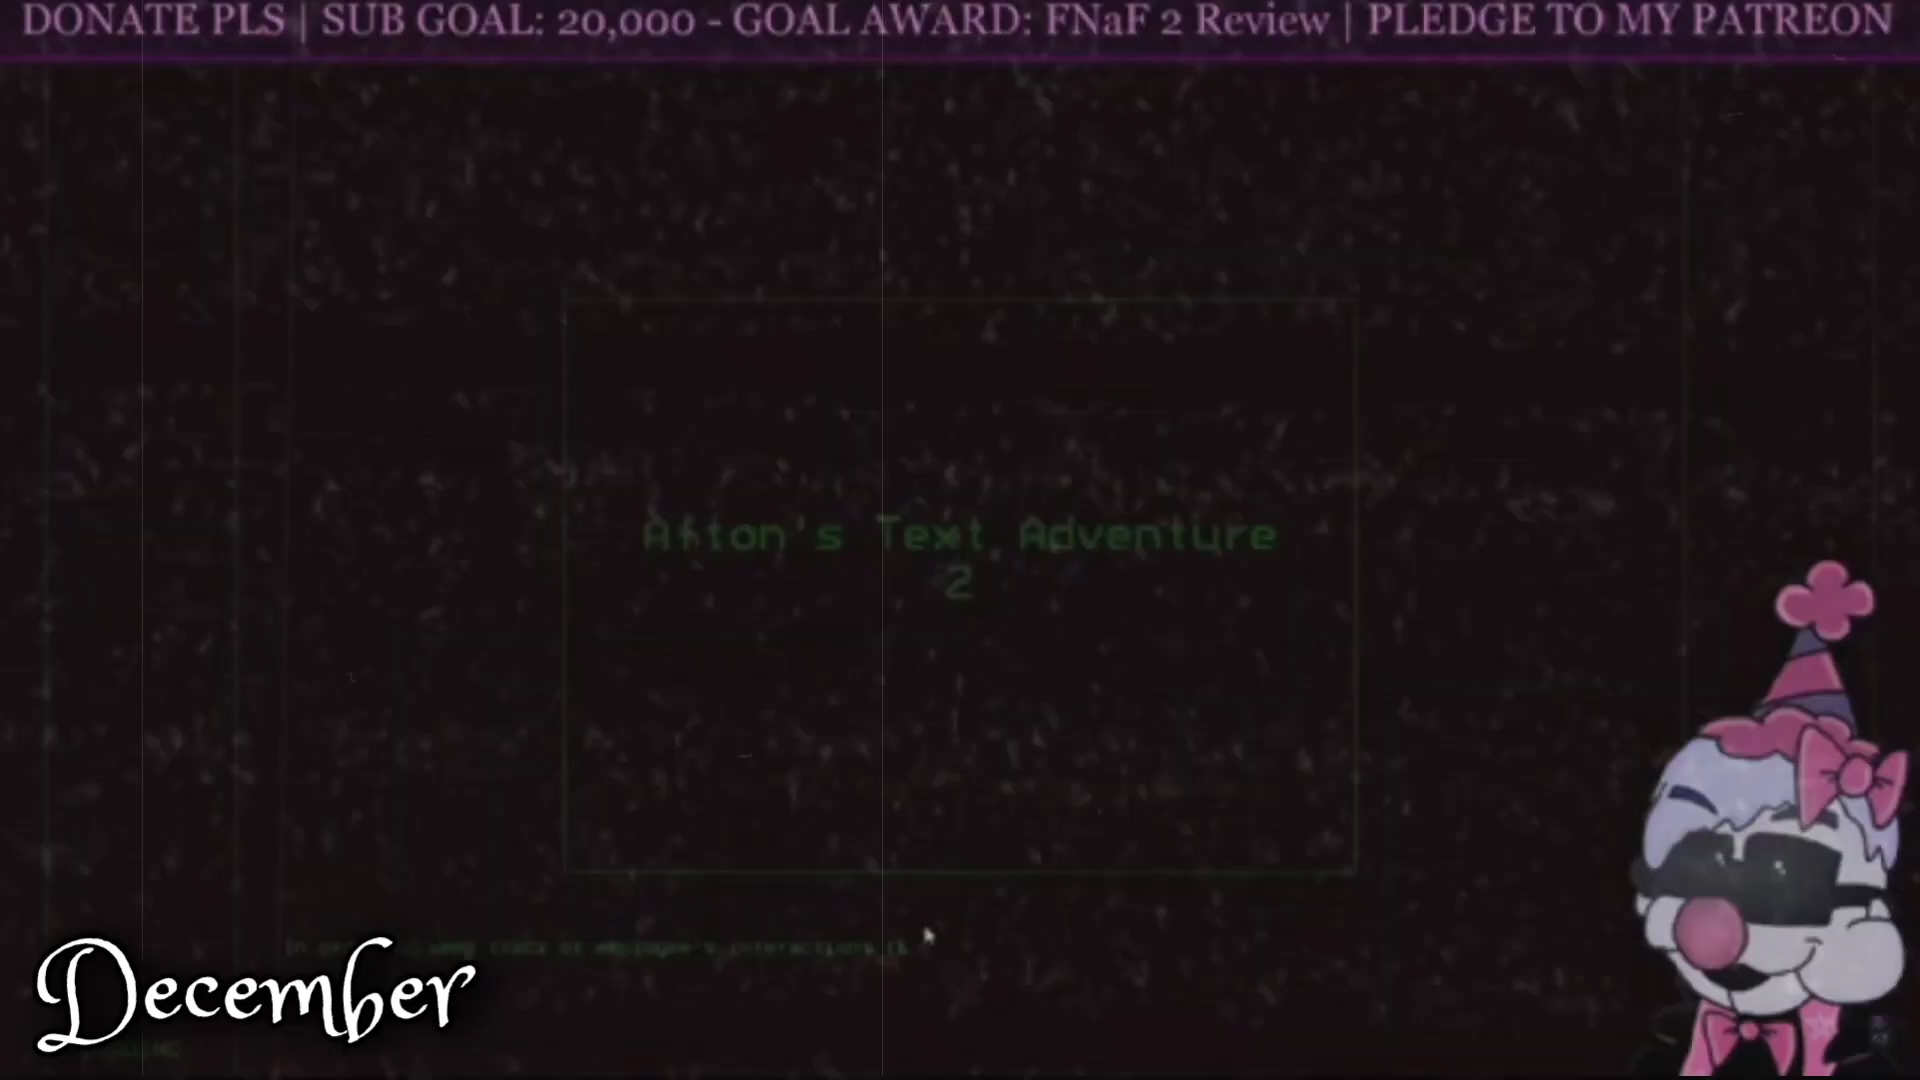 DONATE PLS | SUB GOAL: 20,000 - GOAL AWARD: FNaF 2 Review | PLEDGE TO MY PATREON
Afton's Text Adventure
2
December